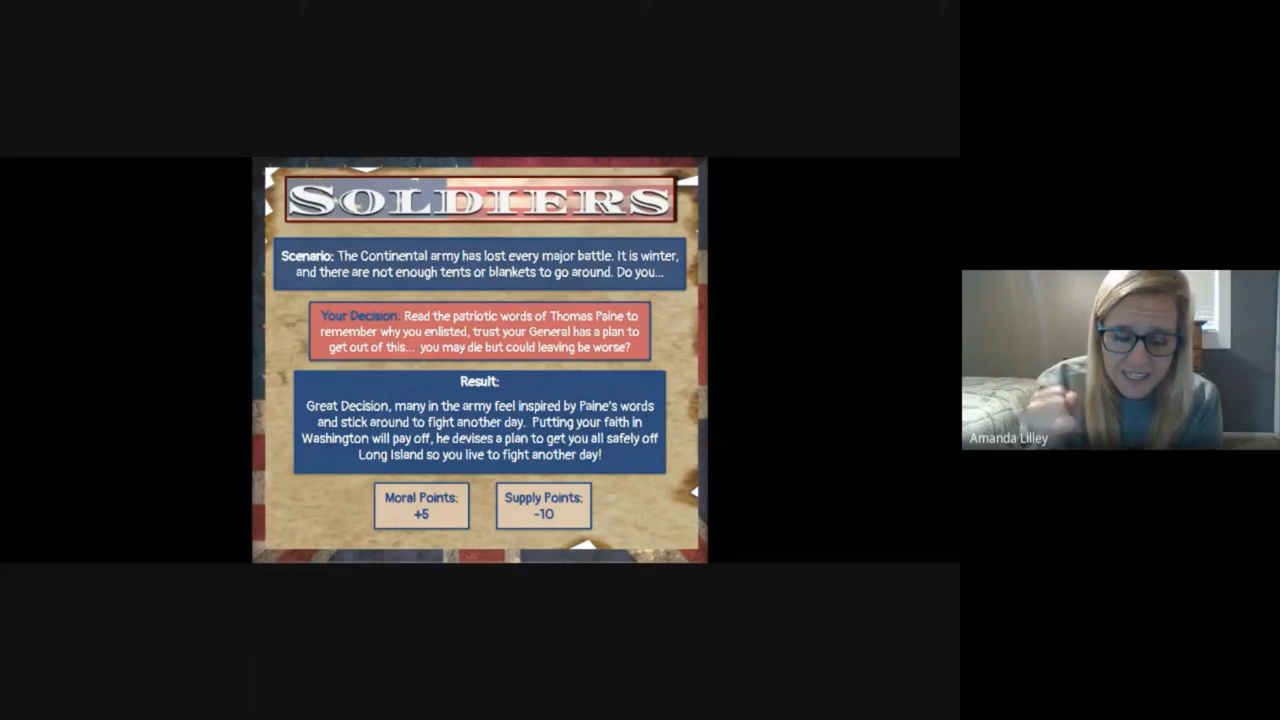 SOLDIERS
Scenario: The Continental army has lost every major battle. It is winter,
and there are not enough tents or blankets to go around. Do you...
Your Decision: Read the patriotic words of Thomas Paine to
remember why you enlisted, trust your General has a plan to
get out of this... you may die but could leaving be worse?
Result:
Great Decision, many in the army feel inspired by Paine's words
and stick around to fight another day. Putting your faith in
Washington will pay off, he devises a plan to get you all safely off
Long Island so you live to fight another day!
Moral Points:
+5
Supply Points:
-10
Amanda Lilley